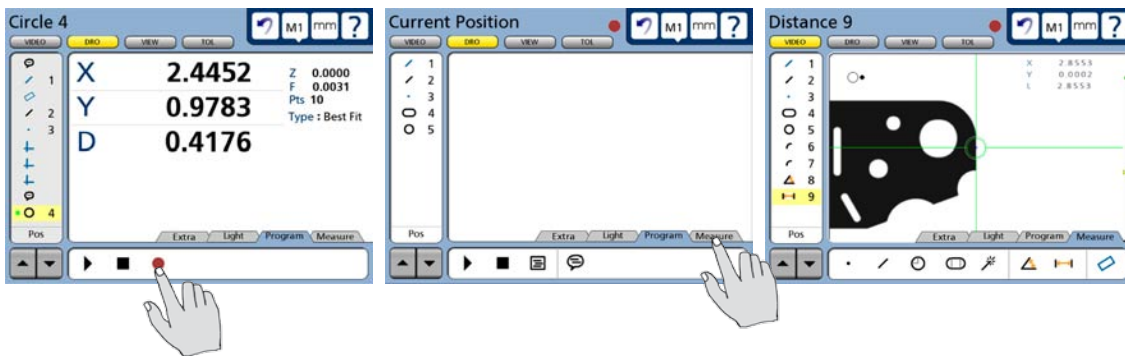 Circle 4
M1 mm ?
VIDEO DRO VIEW TOL
1
2
3
4
Pos
X 2.4452
Y 0.9783
D 0.4176
Z 0.0000
F 0.0031
Pts 10
Type : Best Fit
Extra Light Program Measure
Current Position
M1 mm ?
VIDEO DRO VIEW TOL
1
2
3
4
5
Pos
Extra Light Program Measure
Distance 9
M1 mm ?
VIDEO DRO VIEW TOL
1
2
3
4
5
6
7
8
9
Pos
X 2.8553
Y 0.0002
L 2.8553
Extra Light Program Measure